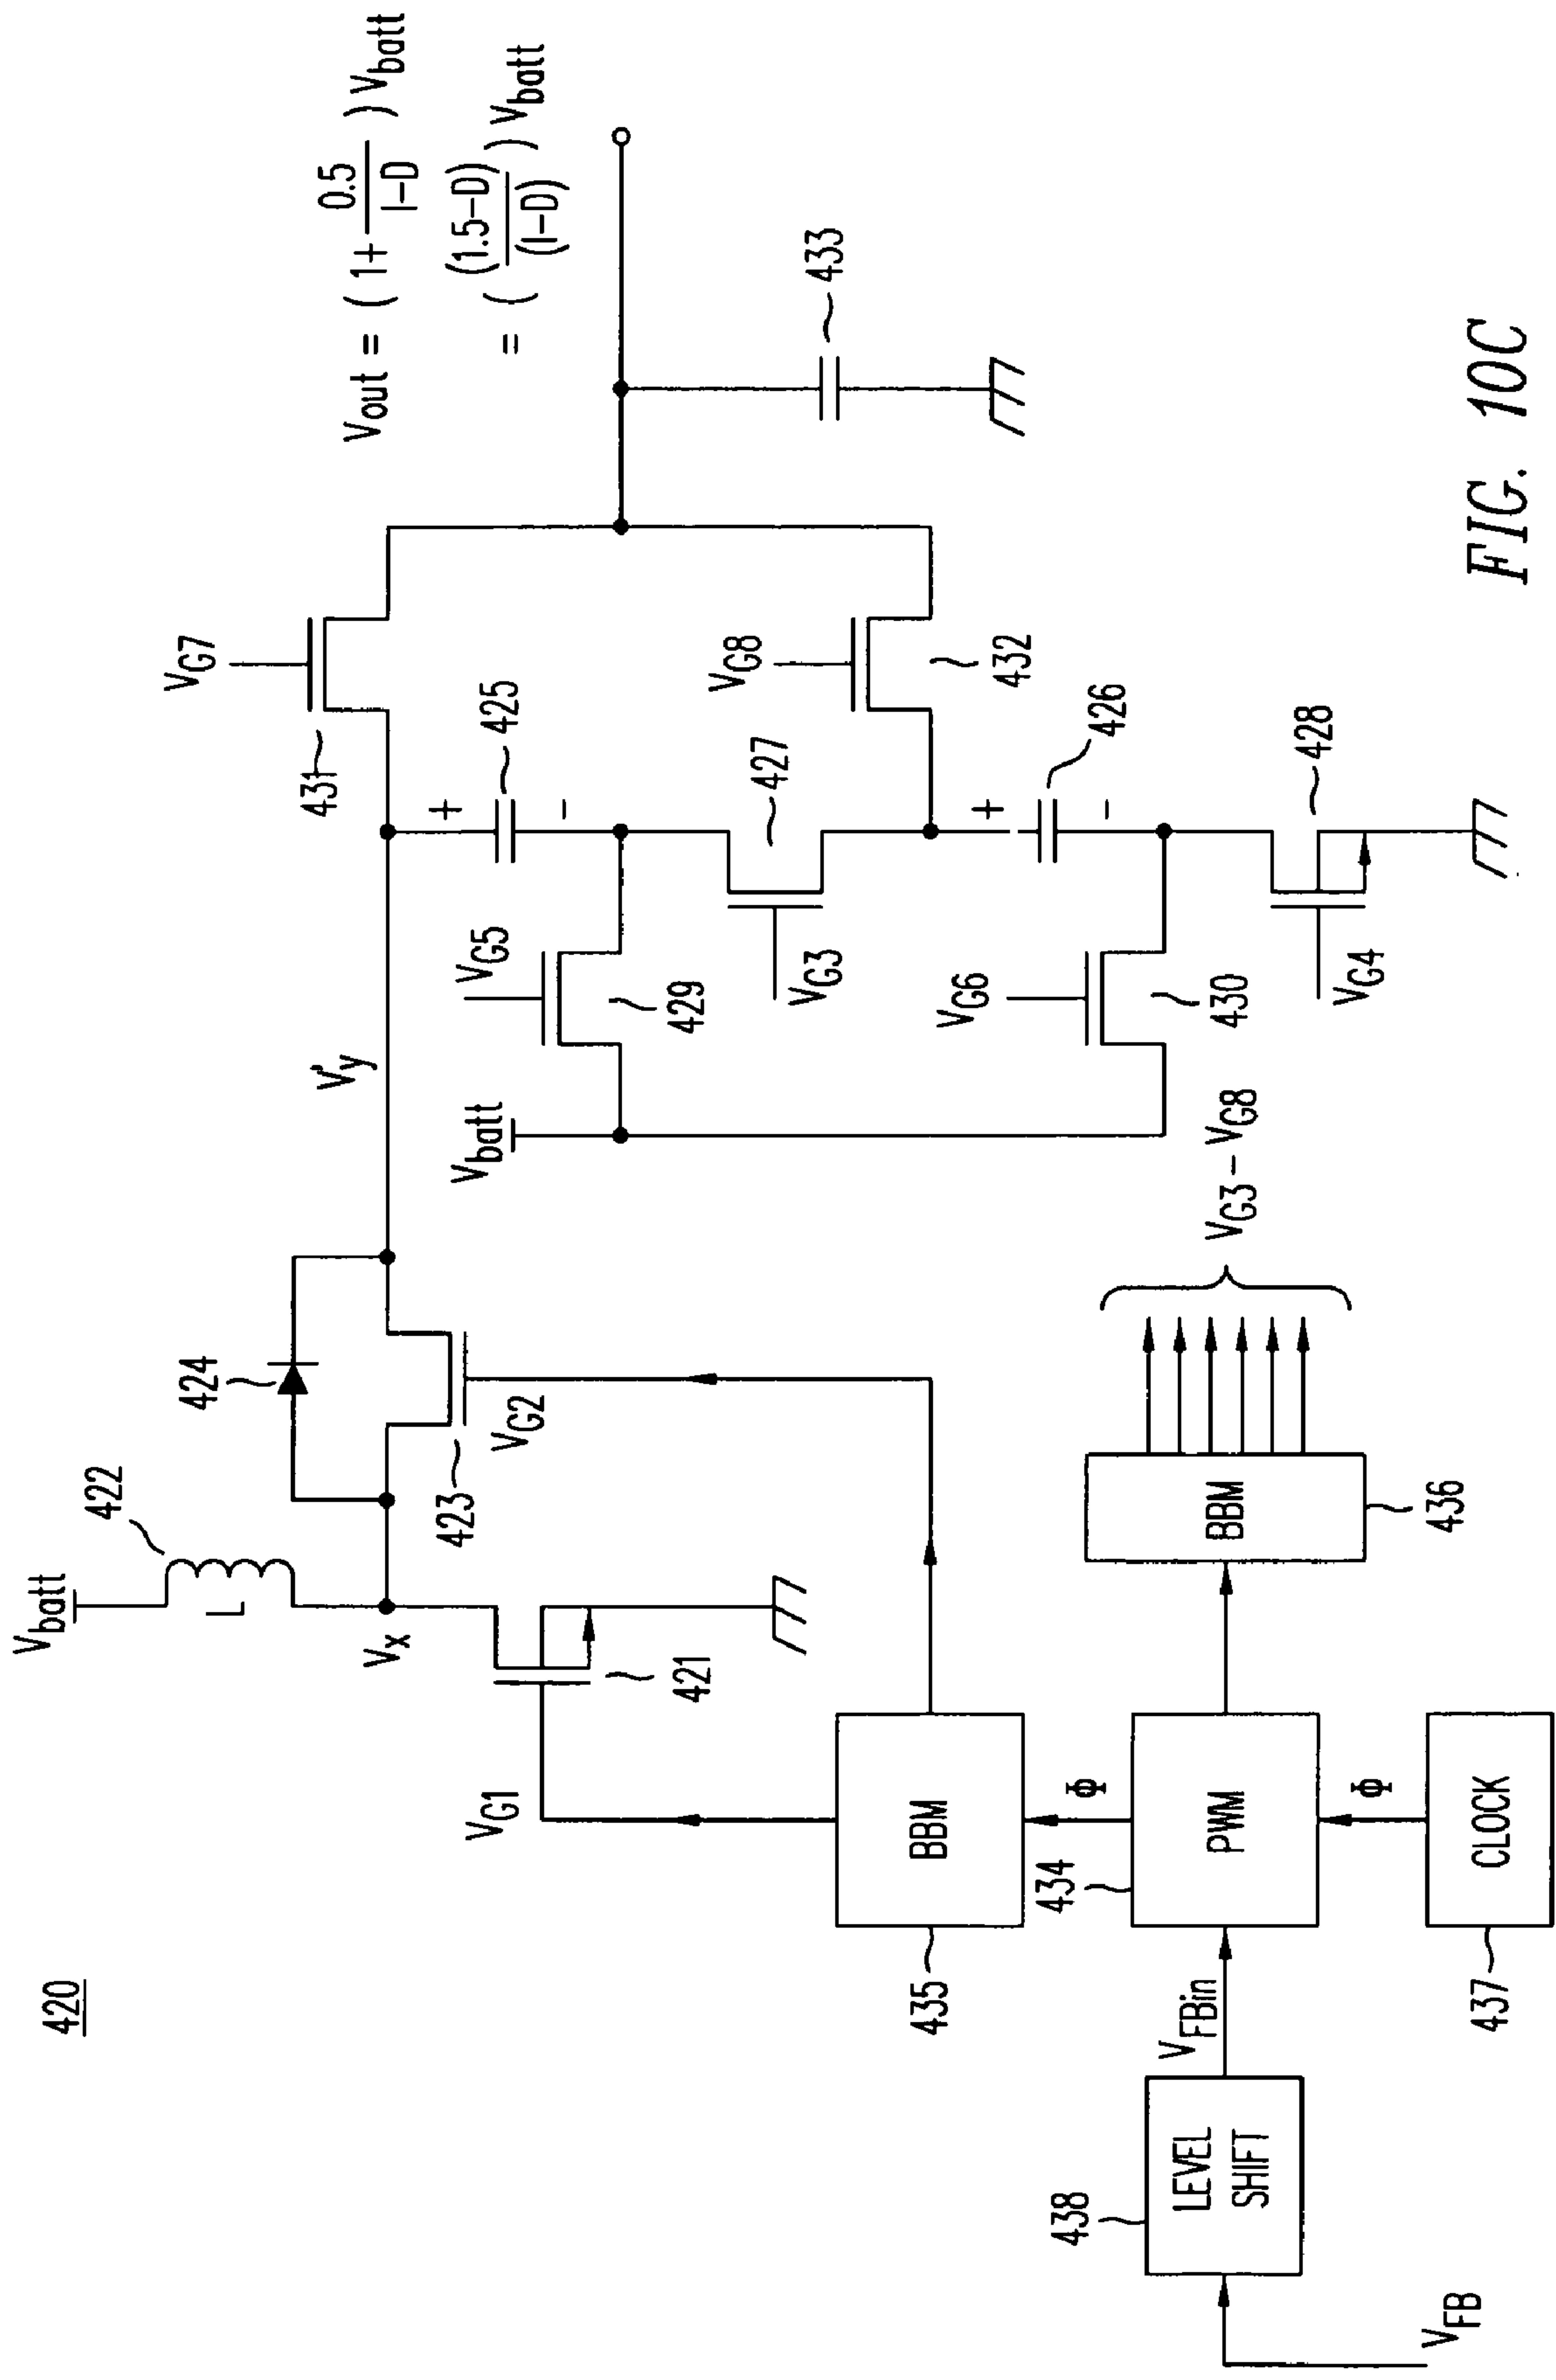 420
Vout = ( 1+ 0.5 / 1-D ) Vbatt
= ( (1.5-D) / (1-D) ) Vbatt
Vbatt
422
L
Vx
424
423
VG2
V'y
VG7
431
425
+
-
VG5
429
Vbatt
427
VG3
VG8
432
433
+
-
426
VG6
430
428
VG4
VG1
421
BBM
435
Φ
PWM
434
Φ
CLOCK
437
BBM
436
VG3 - VG8
LEVEL
SHIFT
438
VFBin
VFB
FIG. 10C